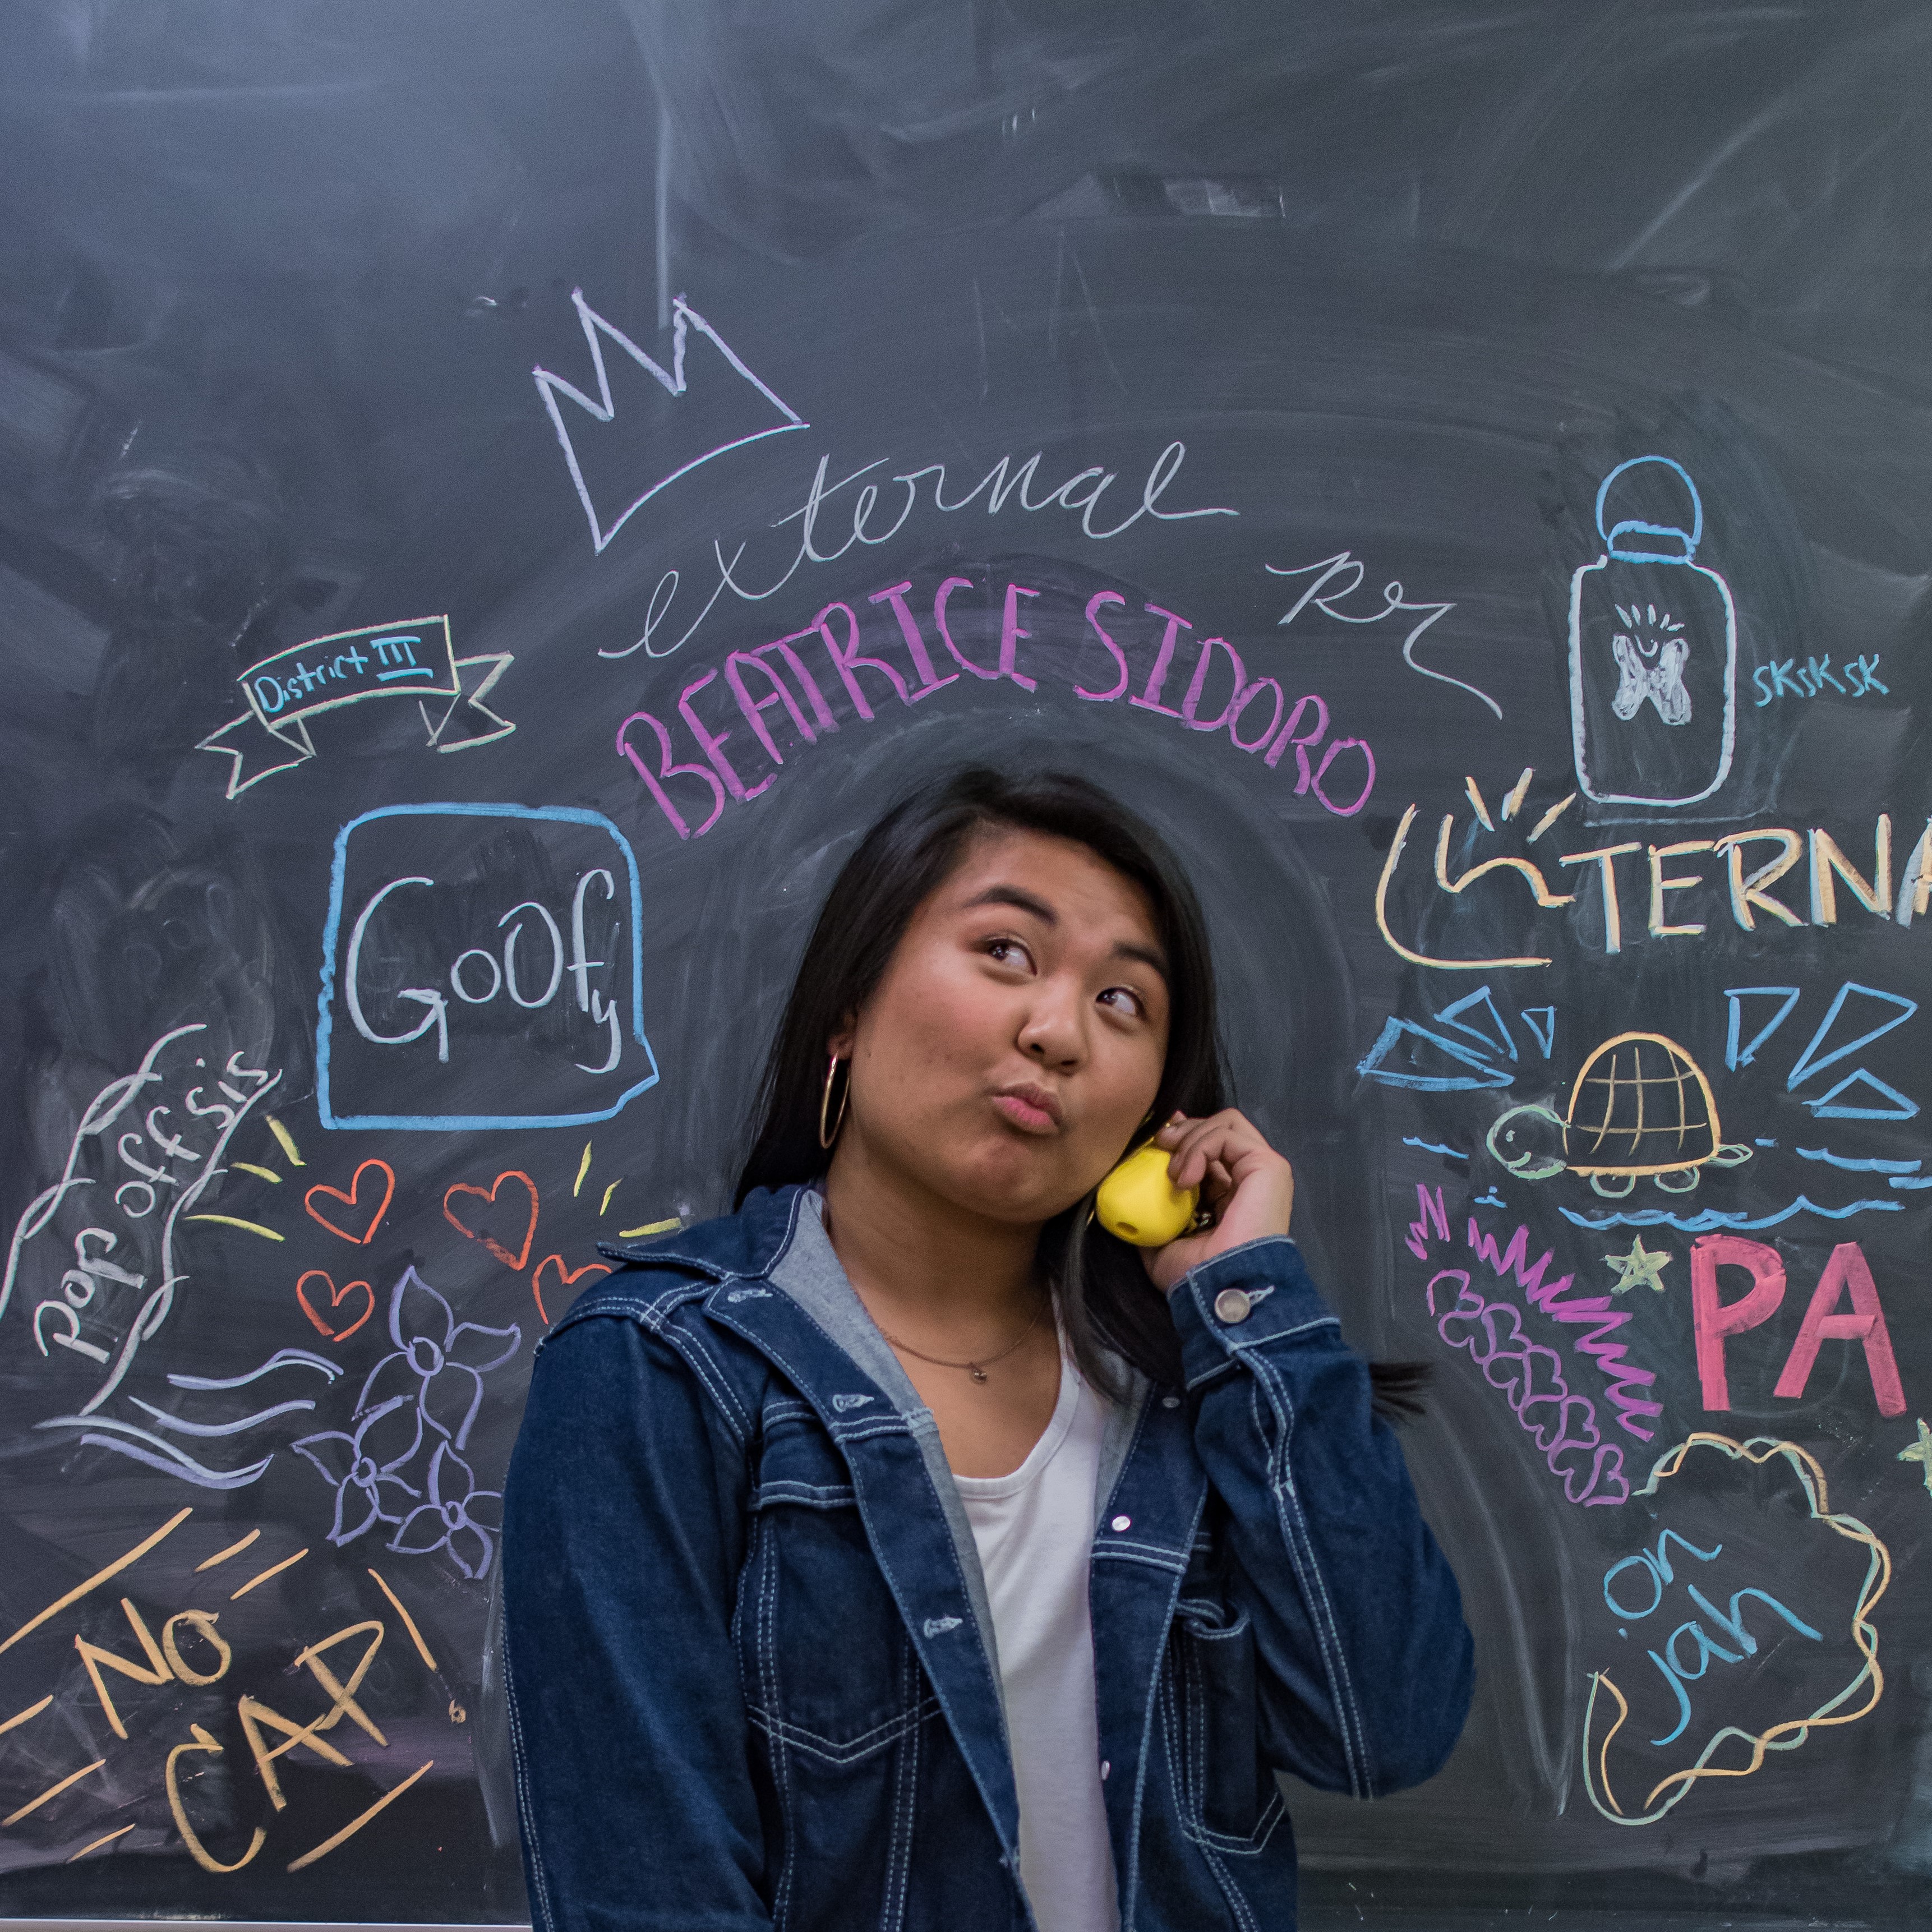 external
PR
BEATRICE SIDORO
District III
sksksk
Goofy
TERNA
pop off sis
PA
on
jah
NO
CAP!